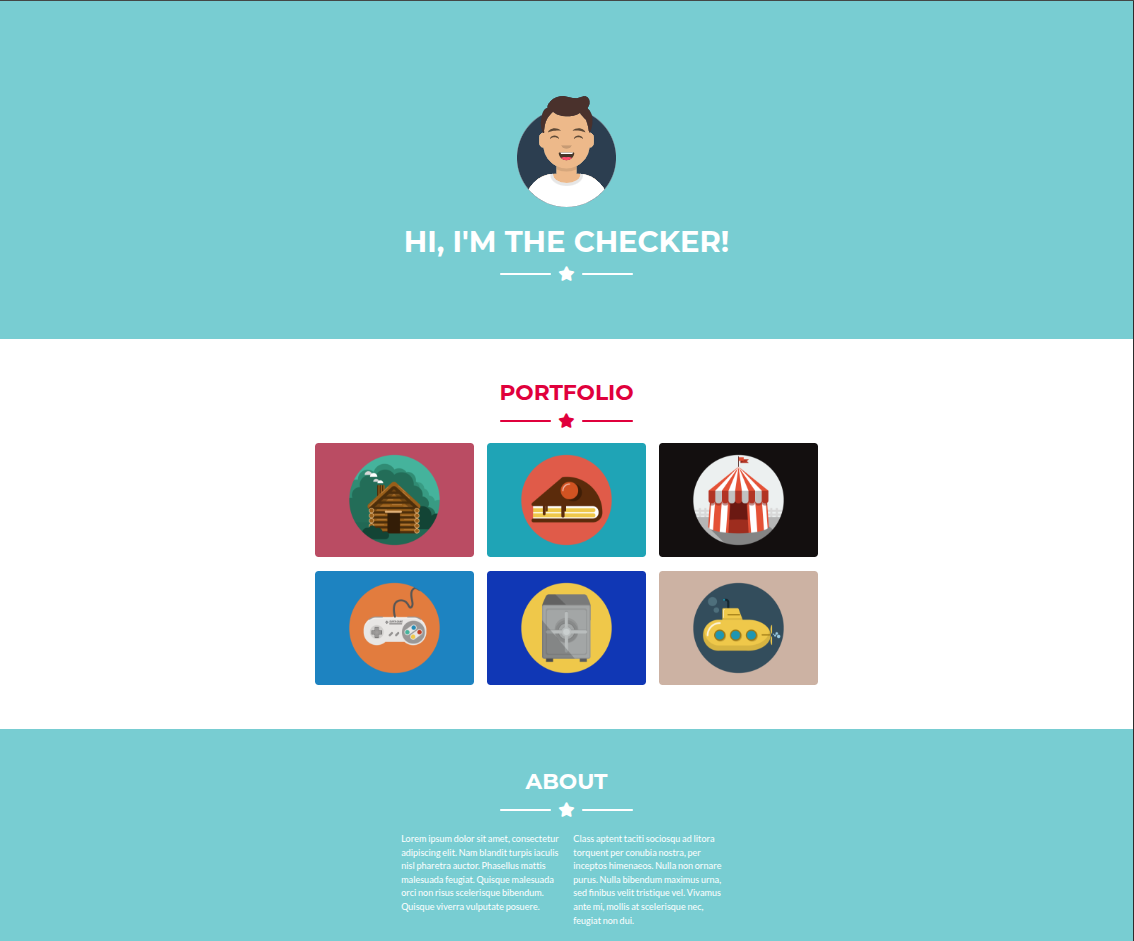 HI, I'M THE CHECKER!
PORTFOLIO
ABOUT
Lorem ipsum dolor sit amet, consectetur
adipiscing elit. Nam blandit turpis iaculis
nisl pharetra auctor. Phasellus mattis
malesuada feugiat. Quisque malesuada
orci non risus scelerisque bibendum.
Quisque viverra vulputate posuere.
Class aptent taciti sociosqu ad litora
torquent per conubia nostra, per
inceptos himenaeos. Nulla non ornare
purus. Nulla bibendum maximus urna,
sed finibus velit tristique vel. Vivamus
ante mi, mollis at scelerisque nec,
feugiat non dui.